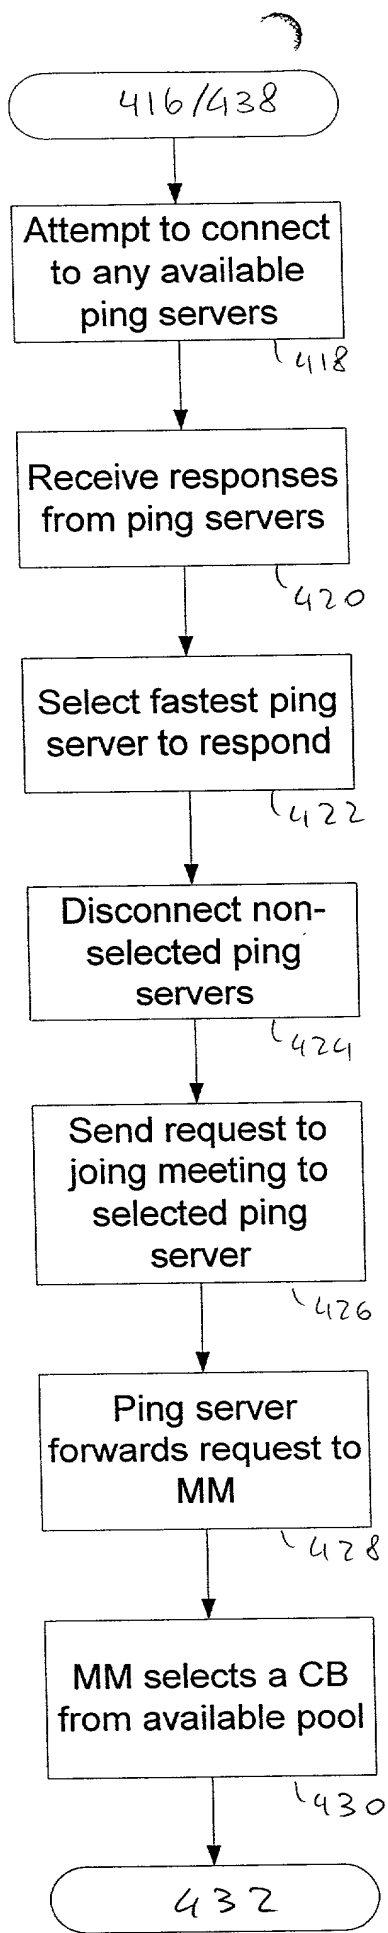 416/438
Attempt to connect
to any available
ping servers
418
Receive responses
from ping servers
420
Select fastest ping
server to respond
422
Disconnect non-
selected ping
servers
424
Send request to
joing meeting to
selected ping
server
426
Ping server
forwards request to
MM
428
MM selects a CB
from available pool
430
432